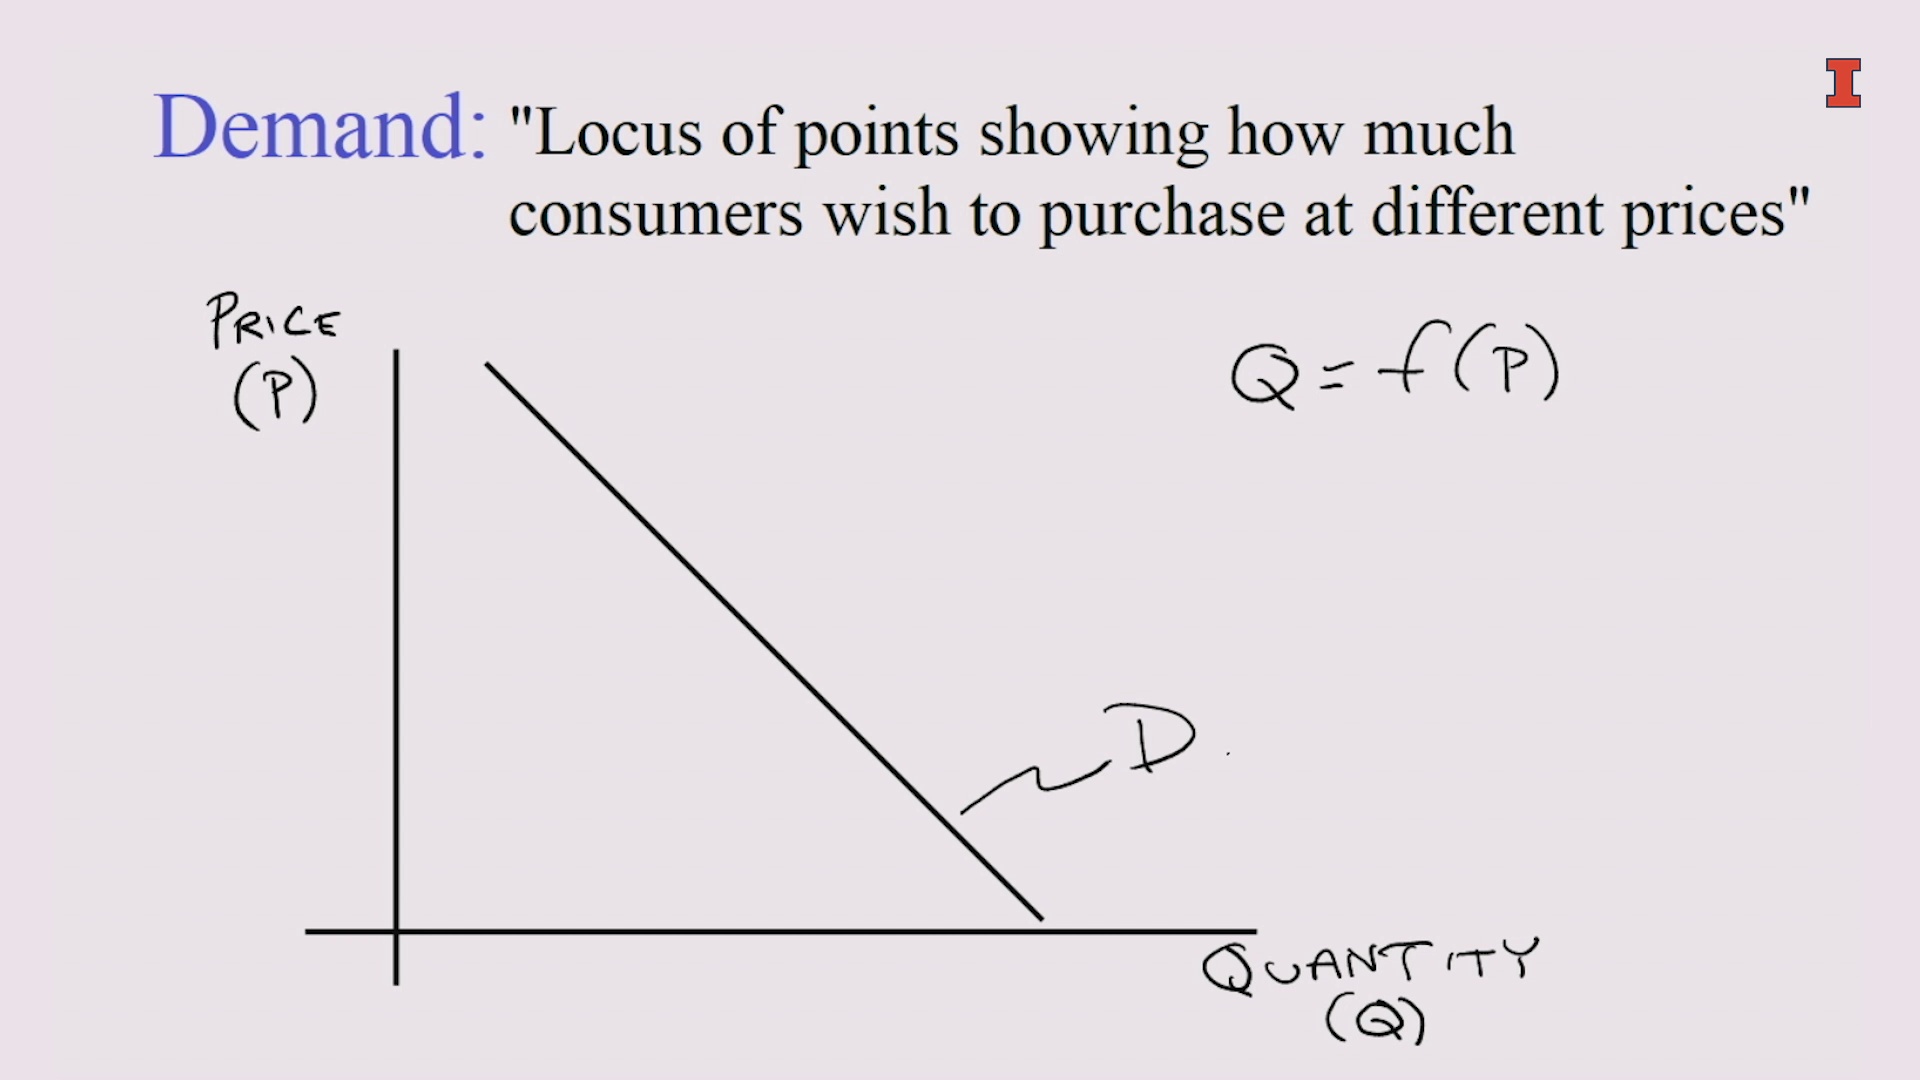 Demand: "Locus of points showing how much
consumers wish to purchase at different prices"
PRICE
(P)
Q = f(P)
D
QUANTITY
(Q)
I